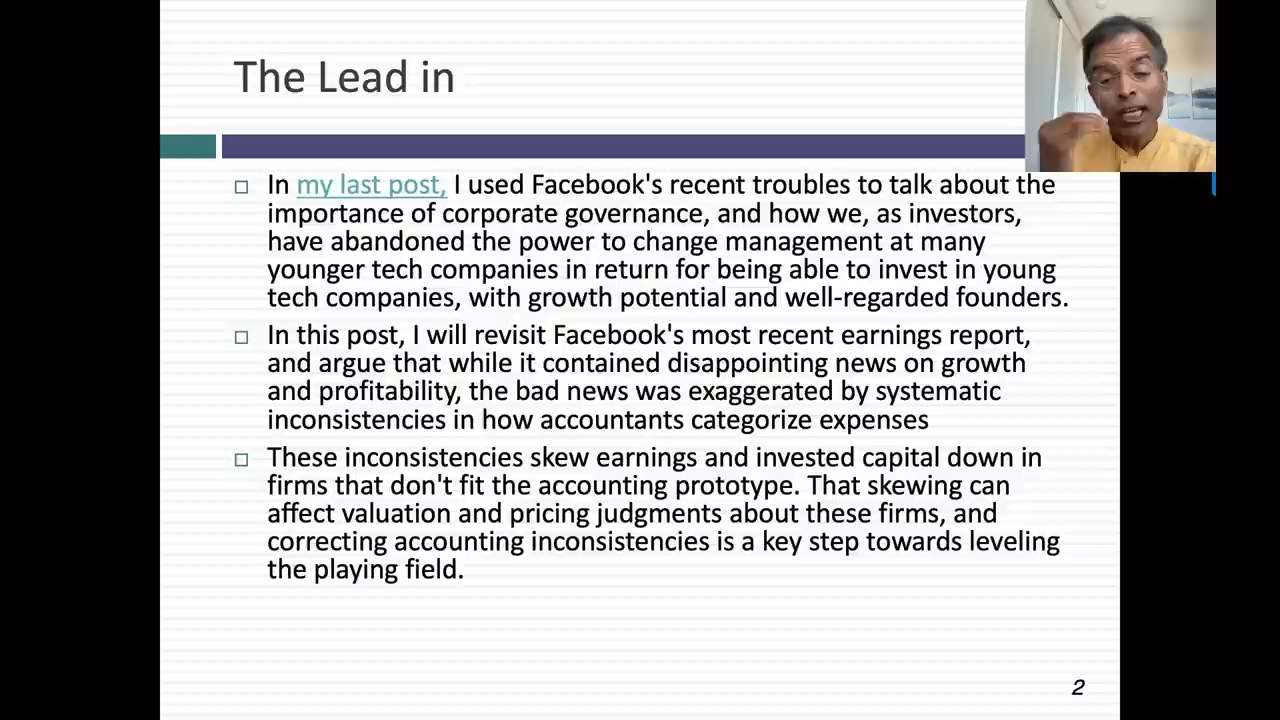 The Lead in
In my last post, I used Facebook's recent troubles to talk about the
importance of corporate governance, and how we, as investors,
have abandoned the power to change management at many
younger tech companies in return for being able to invest in young
tech companies, with growth potential and well-regarded founders.
In this post, I will revisit Facebook's most recent earnings report,
and argue that while it contained disappointing news on growth
and profitability, the bad news was exaggerated by systematic
inconsistencies in how accountants categorize expenses
These inconsistencies skew earnings and invested capital down in
firms that don't fit the accounting prototype. That skewing can
affect valuation and pricing judgments about these firms, and
correcting accounting inconsistencies is a key step towards leveling
the playing field.
2